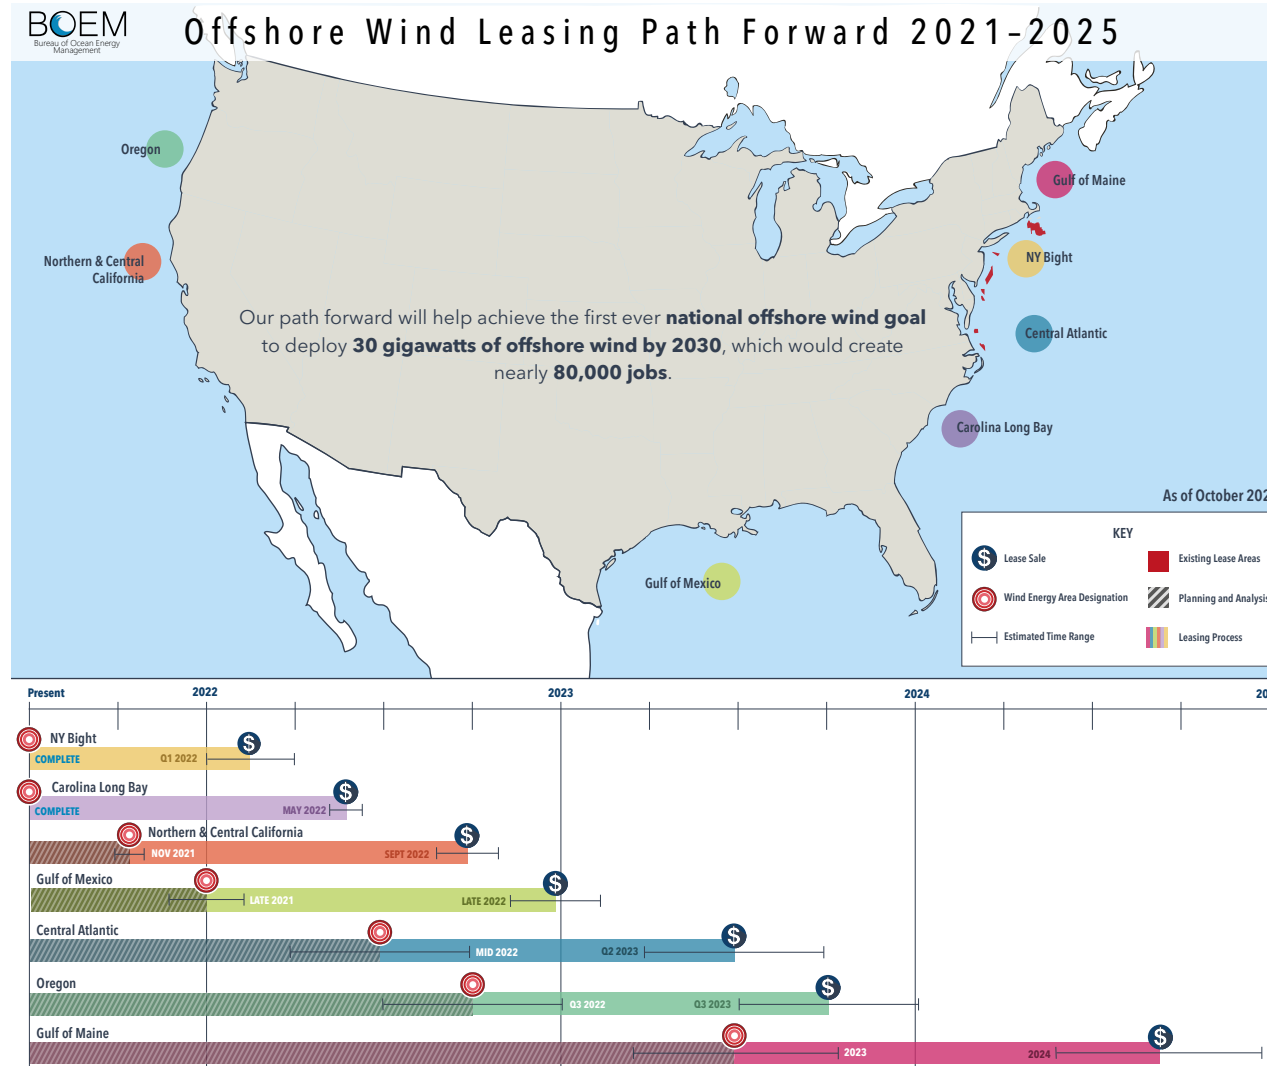 BOEM
Bureau of Ocean Energy
Management
Offshore Wind Leasing Path Forward 2021–2025
Oregon
Gulf of Maine
Northern & Central
California
NY Bight
Our path forward will help achieve the first ever national offshore wind goal
to deploy 30 gigawatts of offshore wind by 2030, which would create
nearly 80,000 jobs.
Central Atlantic
Carolina Long Bay
Gulf of Mexico
As of October 202
KEY
$ Lease Sale
Existing Lease Areas
Wind Energy Area Designation
Planning and Analysis
Estimated Time Range
Leasing Process
Present 2022 2023 2024 20
NY Bight $
COMPLETE Q1 2022
Carolina Long Bay $
COMPLETE MAY 2022
Northern & Central California $
NOV 2021 SEPT 2022
Gulf of Mexico $
LATE 2021 LATE 2022
Central Atlantic $
MID 2022 Q2 2023
Oregon $
Q3 2022 Q3 2023
Gulf of Maine $
2023 2024